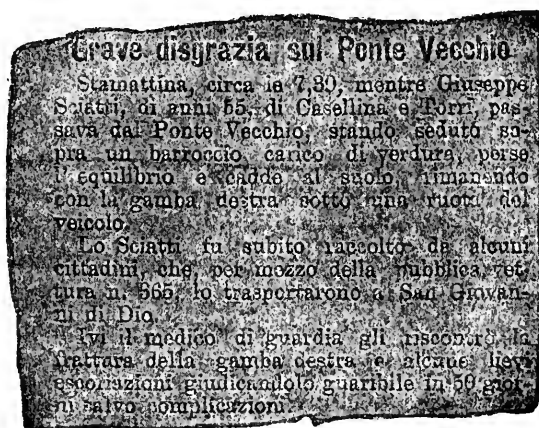 Grave disgrazia sul Ponte Vecchio
Stamattina, circa le 7,30, mentre Giuseppe
Sciatti, di anni 55, di Casellina e Torri, pas-
sava dal Ponte Vecchio, stando seduto so-
pra un barroccio carico di verdura, perse
l'equilibrio e cadde al suolo, rimanendo
con la gamba destra sotto una ruota del
veicolo.
Lo Sciatti fu subito raccolto da alcuni
cittadini, che, per mezzo della pubblica vet-
tura n. 365, lo trasportarono a San Giovan-
ni di Dio.
Ivi il medico di guardia gli riscontrò la
frattura della gamba destra e alcune lievi
escoriazioni giudicandolo guaribile in 50 gior-
ni salvo complicazioni.